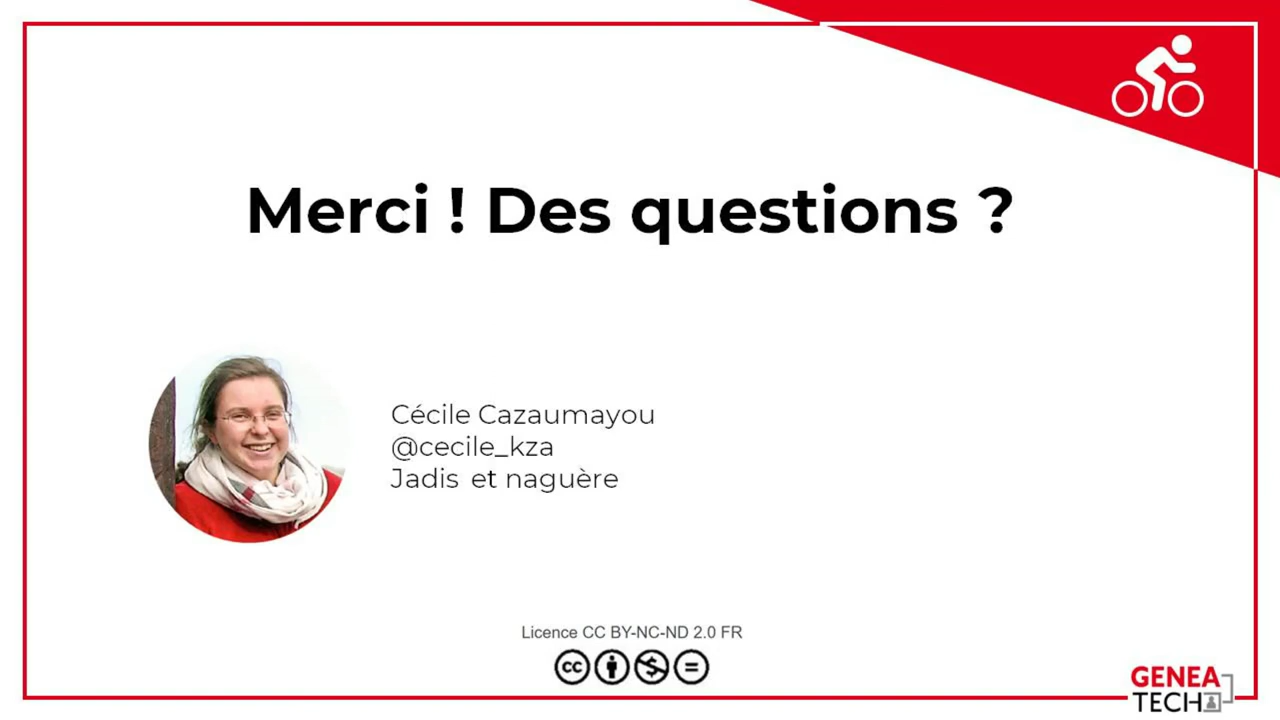 Merci ! Des questions ?
Cécile Cazaumayou
@cecile_kza
Jadis et naguère
Licence CC BY-NC-ND 2.0 FR
cc
GENEA
TECH